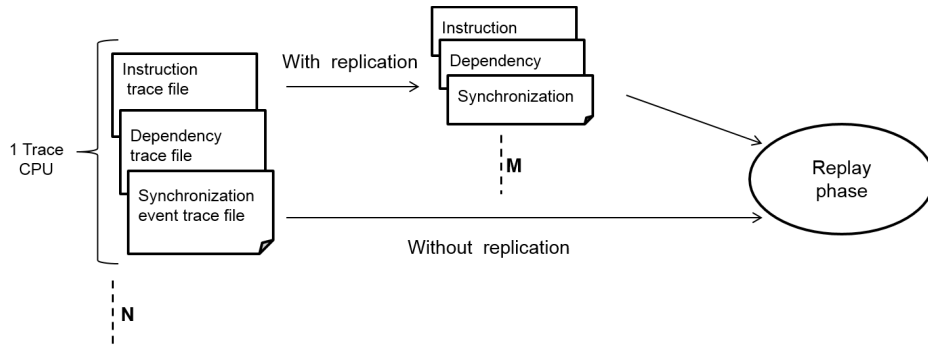 Instruction
trace file
Dependency
trace file
Synchronization
event trace file
1 Trace
CPU
N
With replication
Instruction
Dependency
Synchronization
M
Without replication
Replay
phase